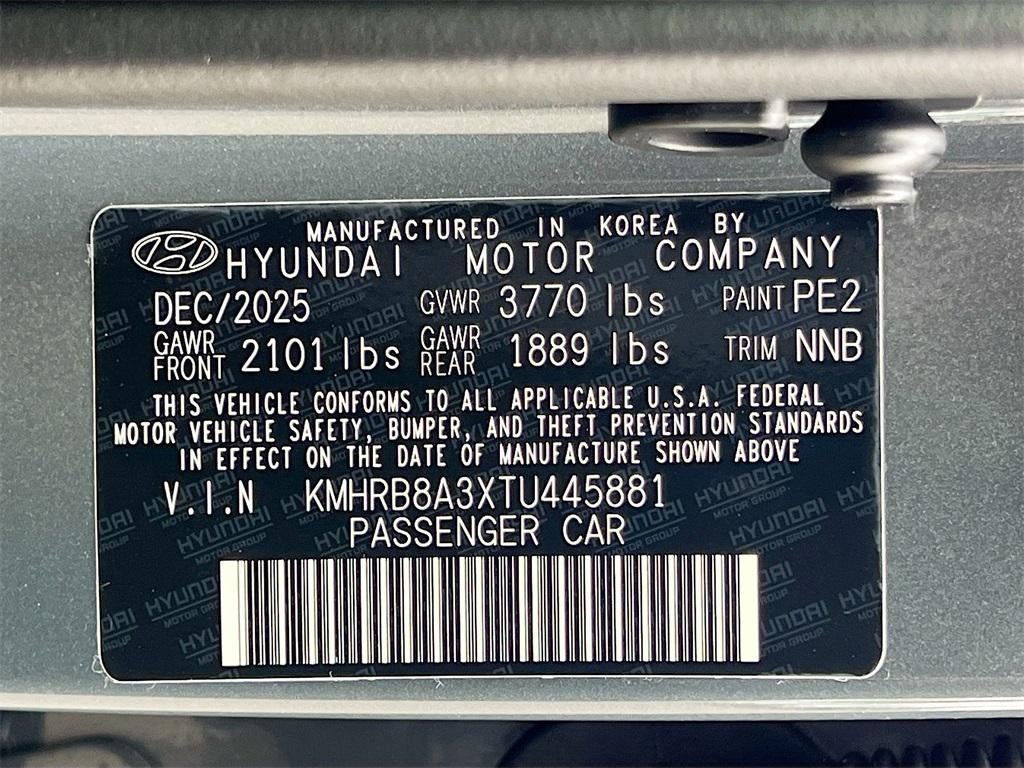 MANUFACTURED IN KOREA BY
HYUNDAI MOTOR COMPANY
DEC/2025 GVWR 3770 lbs PAINT PE2
GAWR FRONT 2101 lbs GAWR REAR 1889 lbs TRIM NNB
THIS VEHICLE CONFORMS TO ALL APPLICABLE U.S.A. FEDERAL
MOTOR VEHICLE SAFETY, BUMPER, AND THEFT PREVENTION STANDARDS
IN EFFECT ON THE DATE OF MANUFACTURE SHOWN ABOVE
V.I.N KMHRB8A3XTU445881
PASSENGER CAR